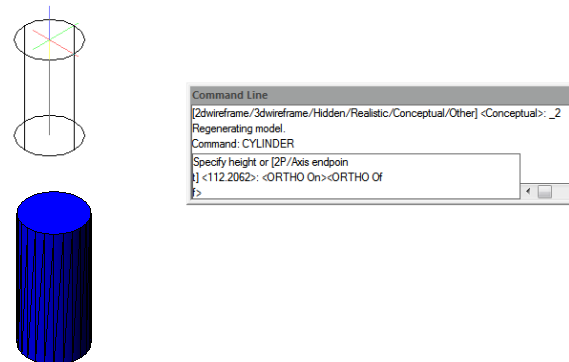 Command Line
[2dwireframe/3dwireframe/Hidden/Realistic/Conceptual/Other] <Conceptual>: _2
Regenerating model.
Command: CYLINDER
Specify height or [2P/Axis endpoin
t] <112.2062>: <ORTHO On><ORTHO Of
f>